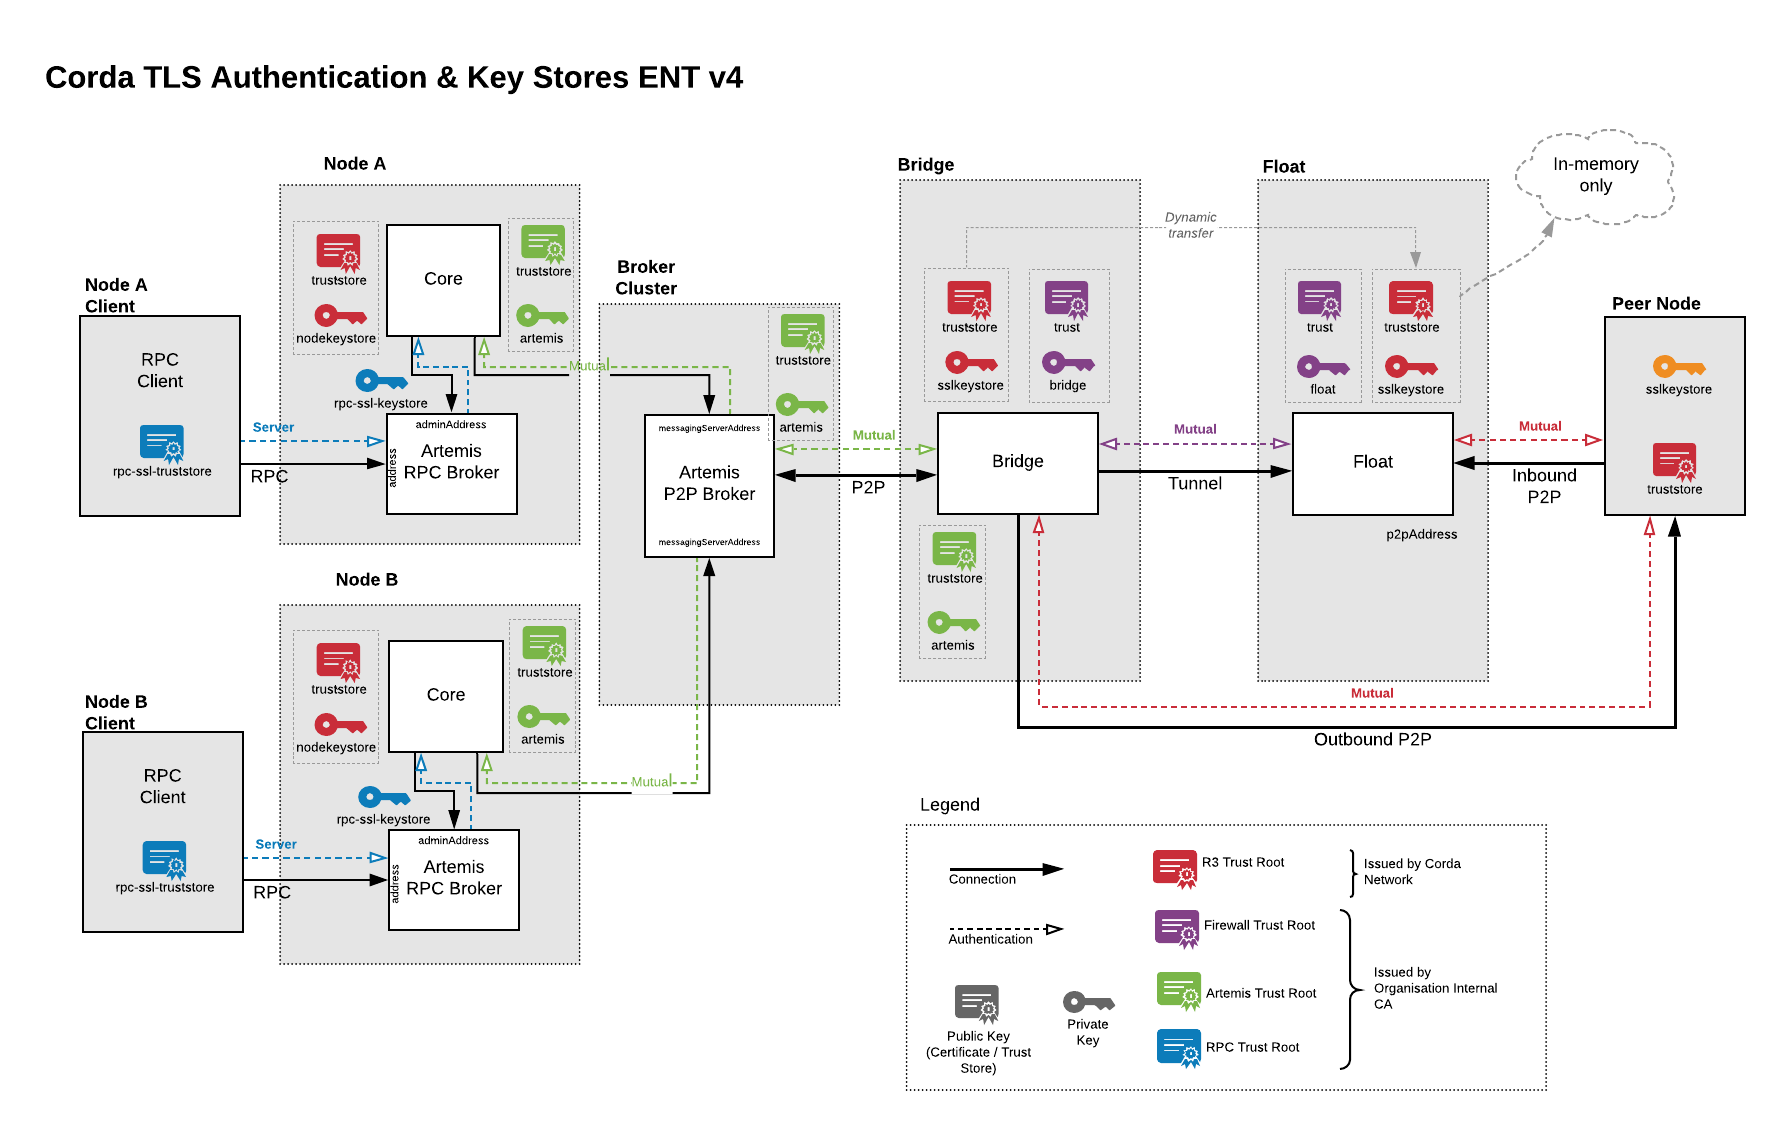 Corda TLS Authentication & Key Stores ENT v4
Node A
Client
RPC
Client
rpc-ssl-truststore
Server
RPC
Node A
truststore
nodekeystore
Core
truststore
artemis
rpc-ssl-keystore
adminAddress
address
Artemis
RPC Broker
Mutual
Node B
Client
RPC
Client
rpc-ssl-truststore
Server
RPC
Node B
truststore
nodekeystore
Core
truststore
artemis
rpc-ssl-keystore
adminAddress
address
Artemis
RPC Broker
Mutual
Broker
Cluster
truststore
artemis
messagingServerAddress
Artemis
P2P Broker
messagingServerAddress
Mutual
P2P
Bridge
truststore
sslkeystore
trust
bridge
Bridge
truststore
artemis
Dynamic
transfer
Mutual
Tunnel
Float
trust
float
truststore
sslkeystore
Float
p2pAddress
In-memory
only
Mutual
Inbound
P2P
Peer Node
sslkeystore
truststore
Mutual
Outbound P2P
Legend
Connection
Authentication
Public Key
(Certificate / Trust
Store)
Private
Key
R3 Trust Root
Firewall Trust Root
Artemis Trust Root
RPC Trust Root
Issued by Corda
Network
Issued by
Organisation Internal
CA